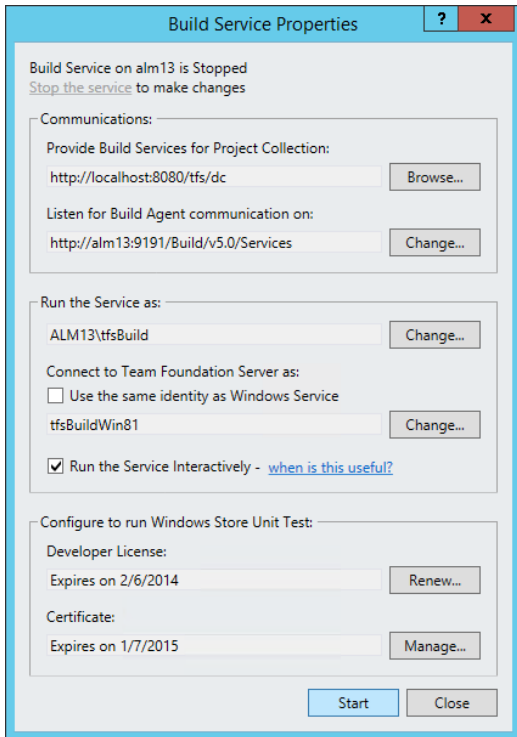 Build Service Properties
? x
Build Service on alm13 is Stopped
Stop the service to make changes
Communications:
Provide Build Services for Project Collection:
http://localhost:8080/tfs/dc
Browse...
Listen for Build Agent communication on:
http://alm13:9191/Build/v5.0/Services
Change...
Run the Service as:
ALM13\tfsBuild
Change...
Connect to Team Foundation Server as:
Use the same identity as Windows Service
tfsBuildWin81
Change...
Run the Service Interactively - when is this useful?
Configure to run Windows Store Unit Test:
Developer License:
Expires on 2/6/2014
Renew...
Certificate:
Expires on 1/7/2015
Manage...
Start
Close